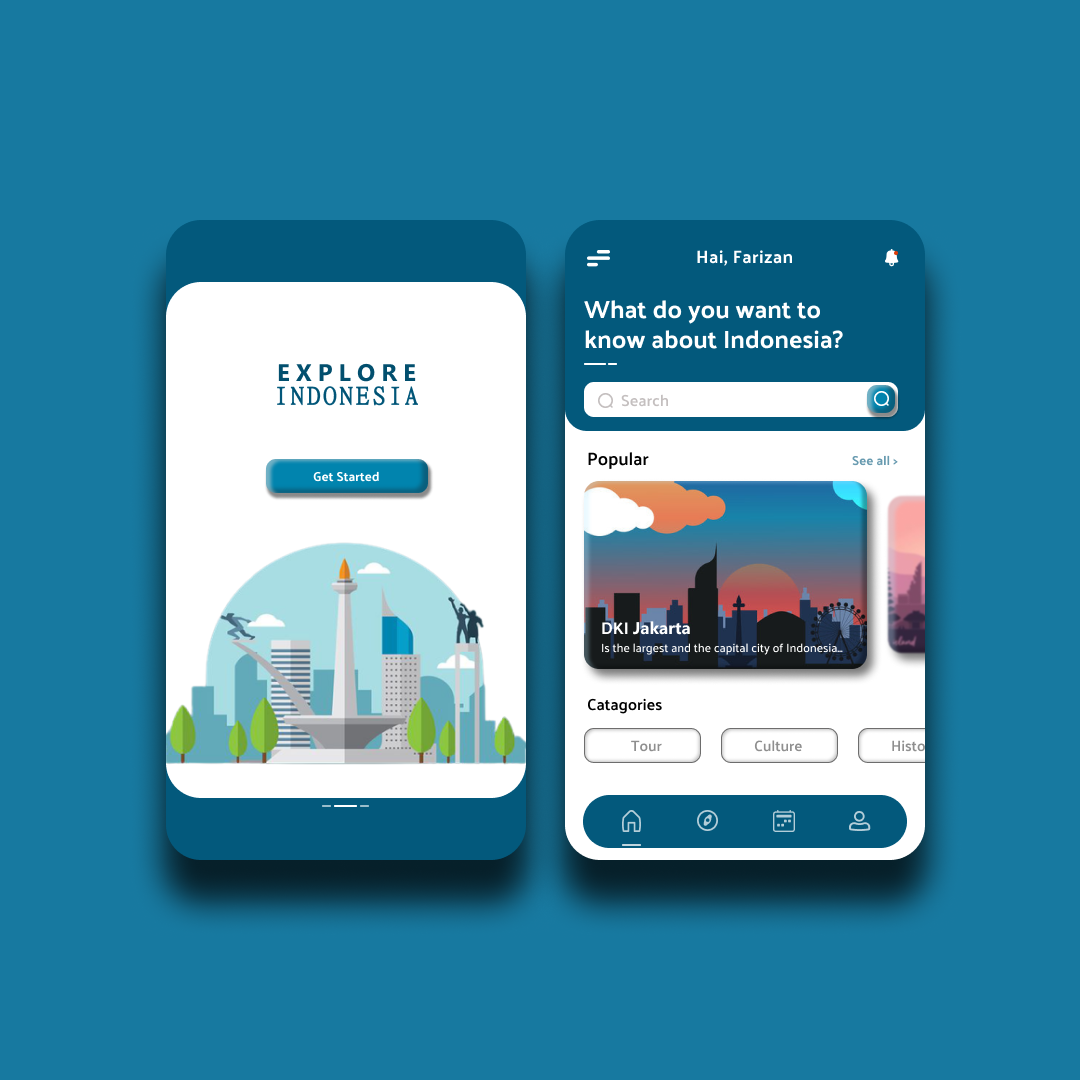 EXPLORE
INDONESIA
Get Started
Hai, Farizan
What do you want to
know about Indonesia?
Search
Popular
See all >
DKI Jakarta
Is the largest and the capital city of Indonesia...
Catagories
Tour
Culture
Histo